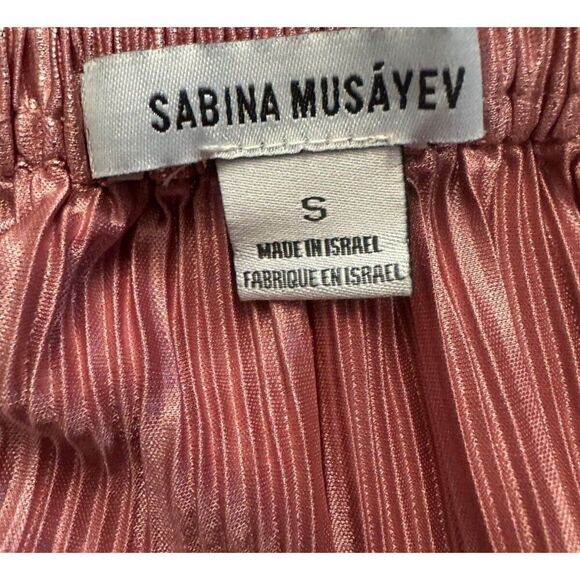 SABINA MUSÁYEV
S
MADE IN ISRAEL
FABRIQUE EN ISRAEL